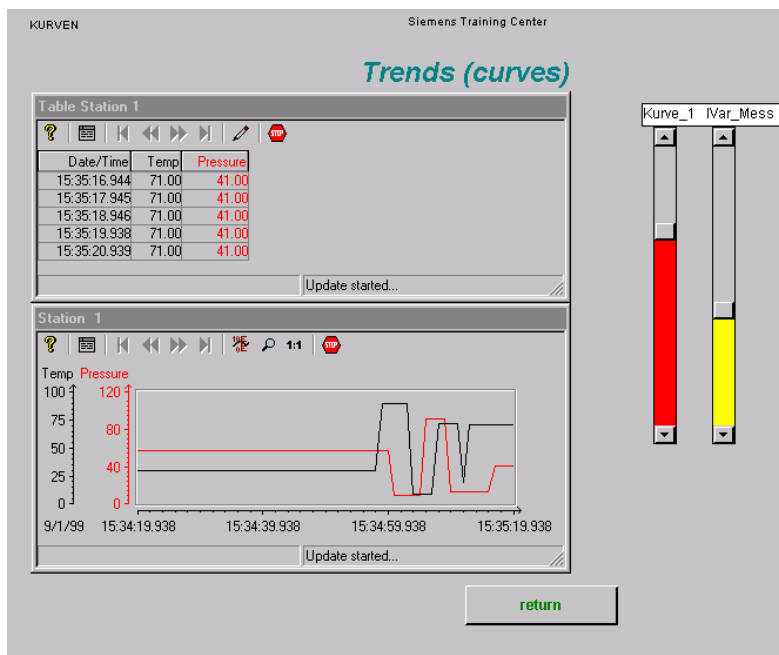 KURVEN
Siemens Training Center
Trends (curves)
Table Station 1
STOP
Date/Time Temp Pressure
15:35:16.944 71.00 41.00
15:35:17.945 71.00 41.00
15:35:18.946 71.00 41.00
15:35:19.938 71.00 41.00
15:35:20.939 71.00 41.00
Update started...
Kurve_1 IVar_Mess
Station 1
1:1 STOP
Temp Pressure
100 120
75 80
50 40
25
0 0
9/1/99 15:34:19.938 15:34:39.938 15:34:59.938 15:35:19.938
Update started...
return